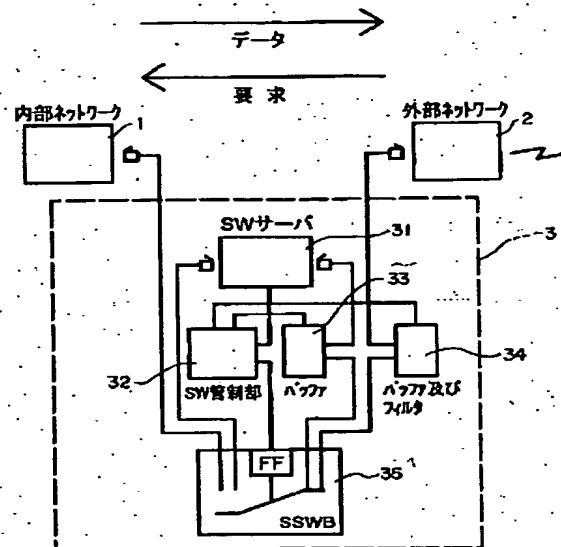 データ
要求
内部ネットワーク
1
外部ネットワーク
2
3
SWサーバ
31
33
32
SW管制部
バッファ
34
バッファ及び
フィルタ
FF
35
SSWB